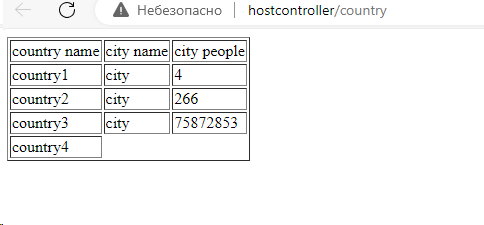 Небезопасно hostcontroller/country
country name city name city people
country1 city 4
country2 city 266
country3 city 75872853
country4